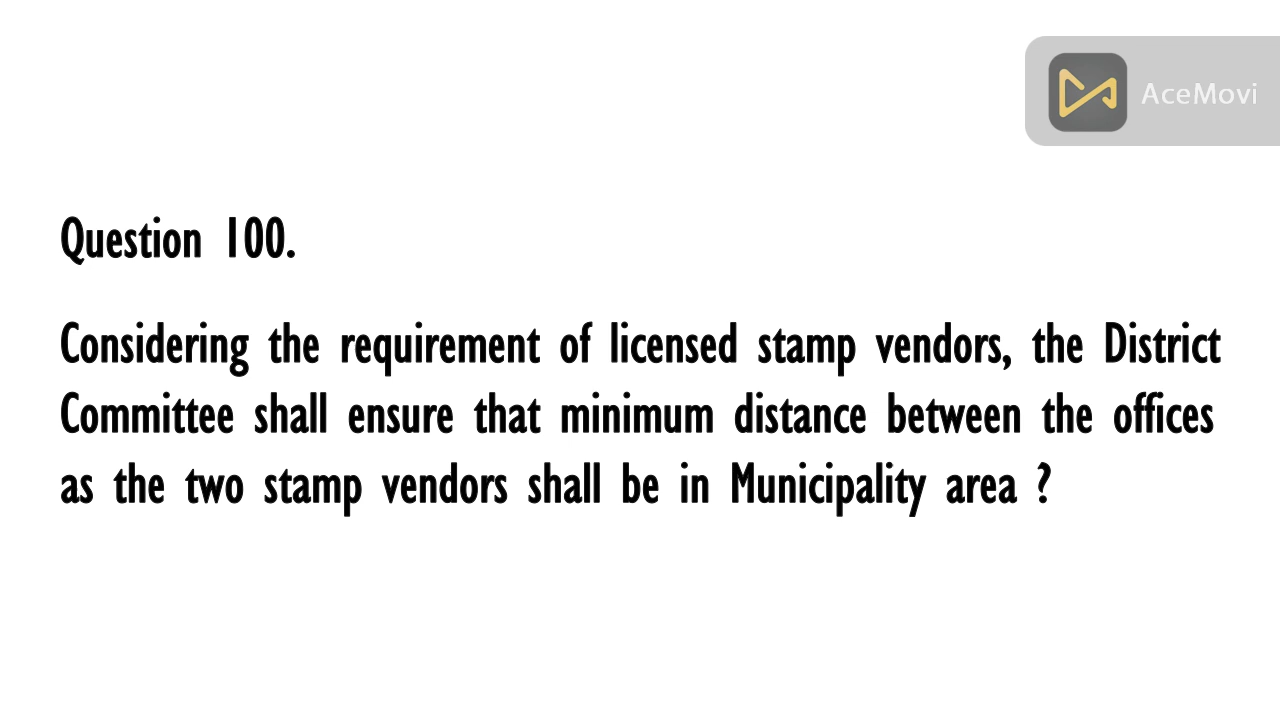 AceMovi
Question 100.
Considering the requirement of licensed stamp vendors, the District
Committee shall ensure that minimum distance between the offices
as the two stamp vendors shall be in Municipality area ?